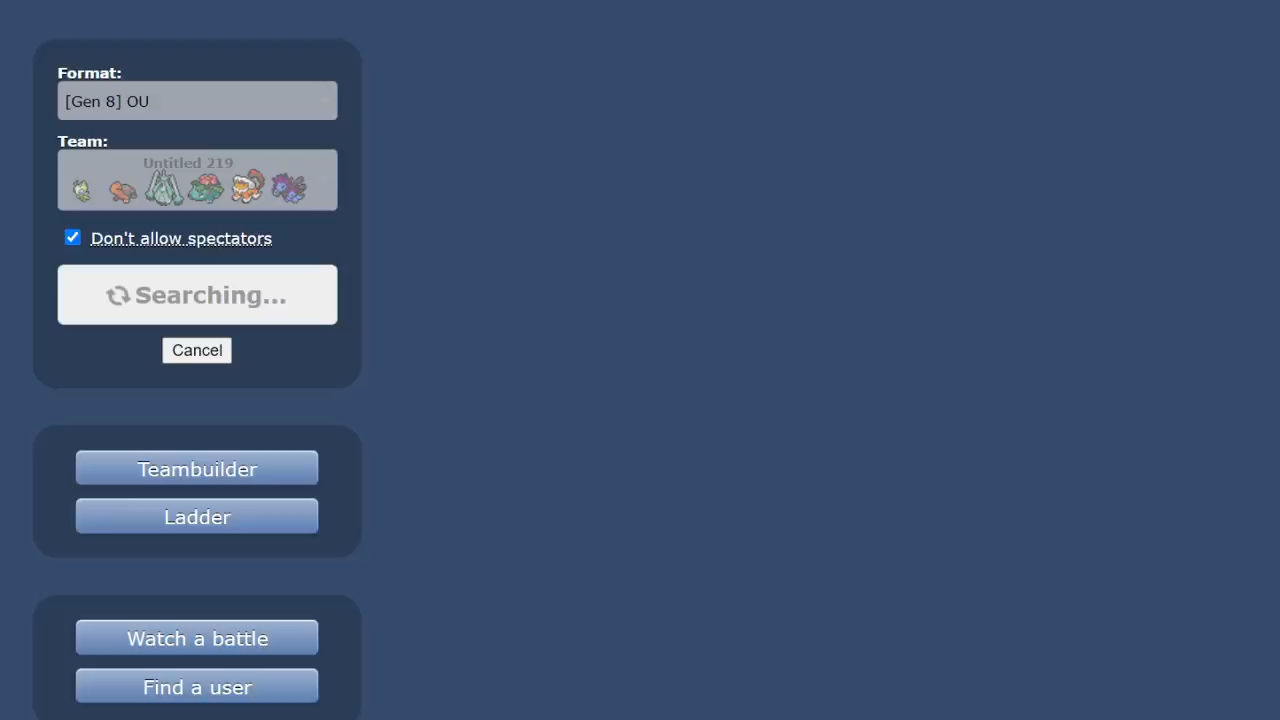 Format:
[Gen 8] OU
Team:
Untitled 219
Don't allow spectators
Searching...
Cancel
Teambuilder
Ladder
Watch a battle
Find a user